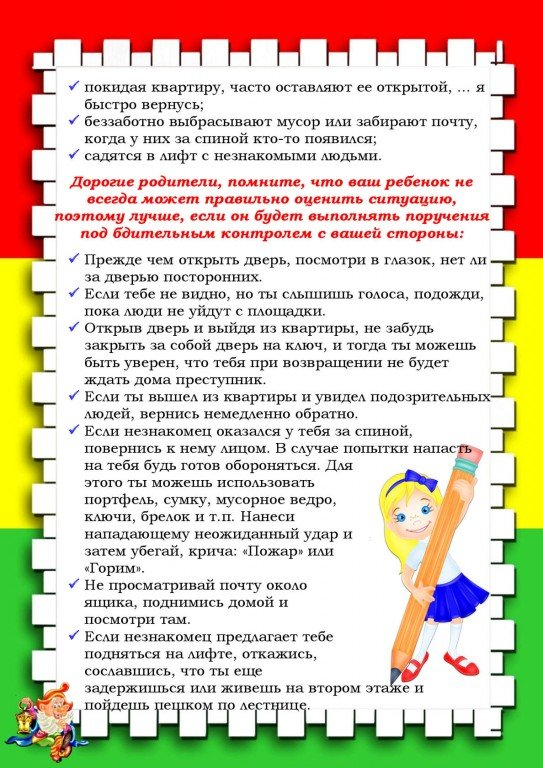 ✓ покидая квартиру, часто оставляют ее открытой, ... я
быстро вернусь;
✓ беззаботно выбрасывают мусор или забирают почту,
когда у них за спиной кто-то появился;
✓ садятся в лифт с незнакомыми людьми.
Дорогие родители, помните, что ваш ребенок не
всегда может правильно оценить ситуацию,
поэтому лучше, если он будет выполнять поручения
под бдительным контролем с вашей стороны:
✓ Прежде чем открыть дверь, посмотри в глазок, нет ли
за дверью посторонних.
✓ Если тебе не видно, но ты слышишь голоса, подожди,
пока люди не уйдут с площадки.
✓ Открыв дверь и выйдя из квартиры, не забудь
закрыть за собой дверь на ключ, и тогда ты можешь
быть уверен, что тебя при возвращении не будет
ждать дома преступник.
✓ Если ты вышел из квартиры и увидел подозрительных
людей, вернись немедленно обратно.
✓ Если незнакомец оказался у тебя за спиной,
повернись к нему лицом. В случае попытки напасть
на тебя будь готов обороняться. Для
этого ты можешь использовать
портфель, сумку, мусорное ведро,
ключи, брелок и т.п. Нанеси
нападающему неожиданный удар и
затем убегай, крича: «Пожар» или
«Горим».
✓ Не просматривай почту около
ящика, поднимись домой и
посмотри там.
✓ Если незнакомец предлагает тебе
подняться на лифте, откажись,
сославшись, что ты еще
задержишься или живешь на втором этаже и
пойдешь пешком по лестнице.